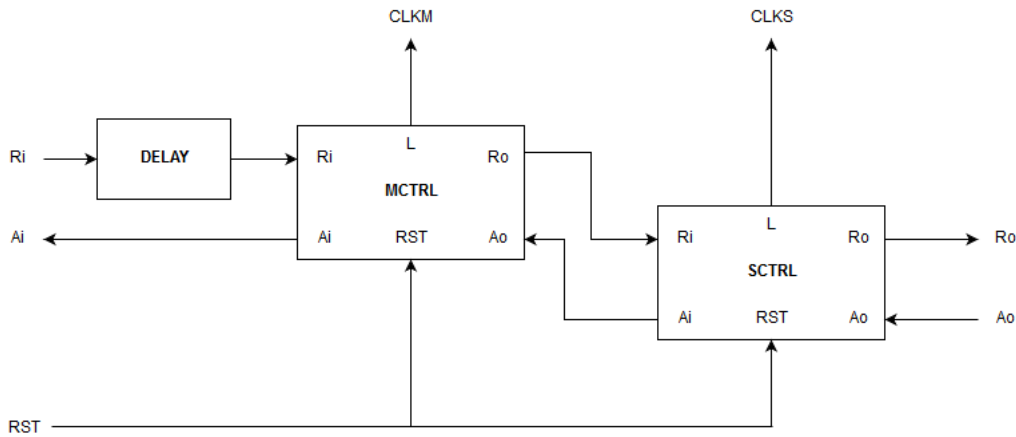 CLKM CLKS
Ri DELAY Ri L Ro
MCTRL
Ai Ai RST Ao Ri L Ro Ro
SCTRL
Ai RST Ao Ao
RST